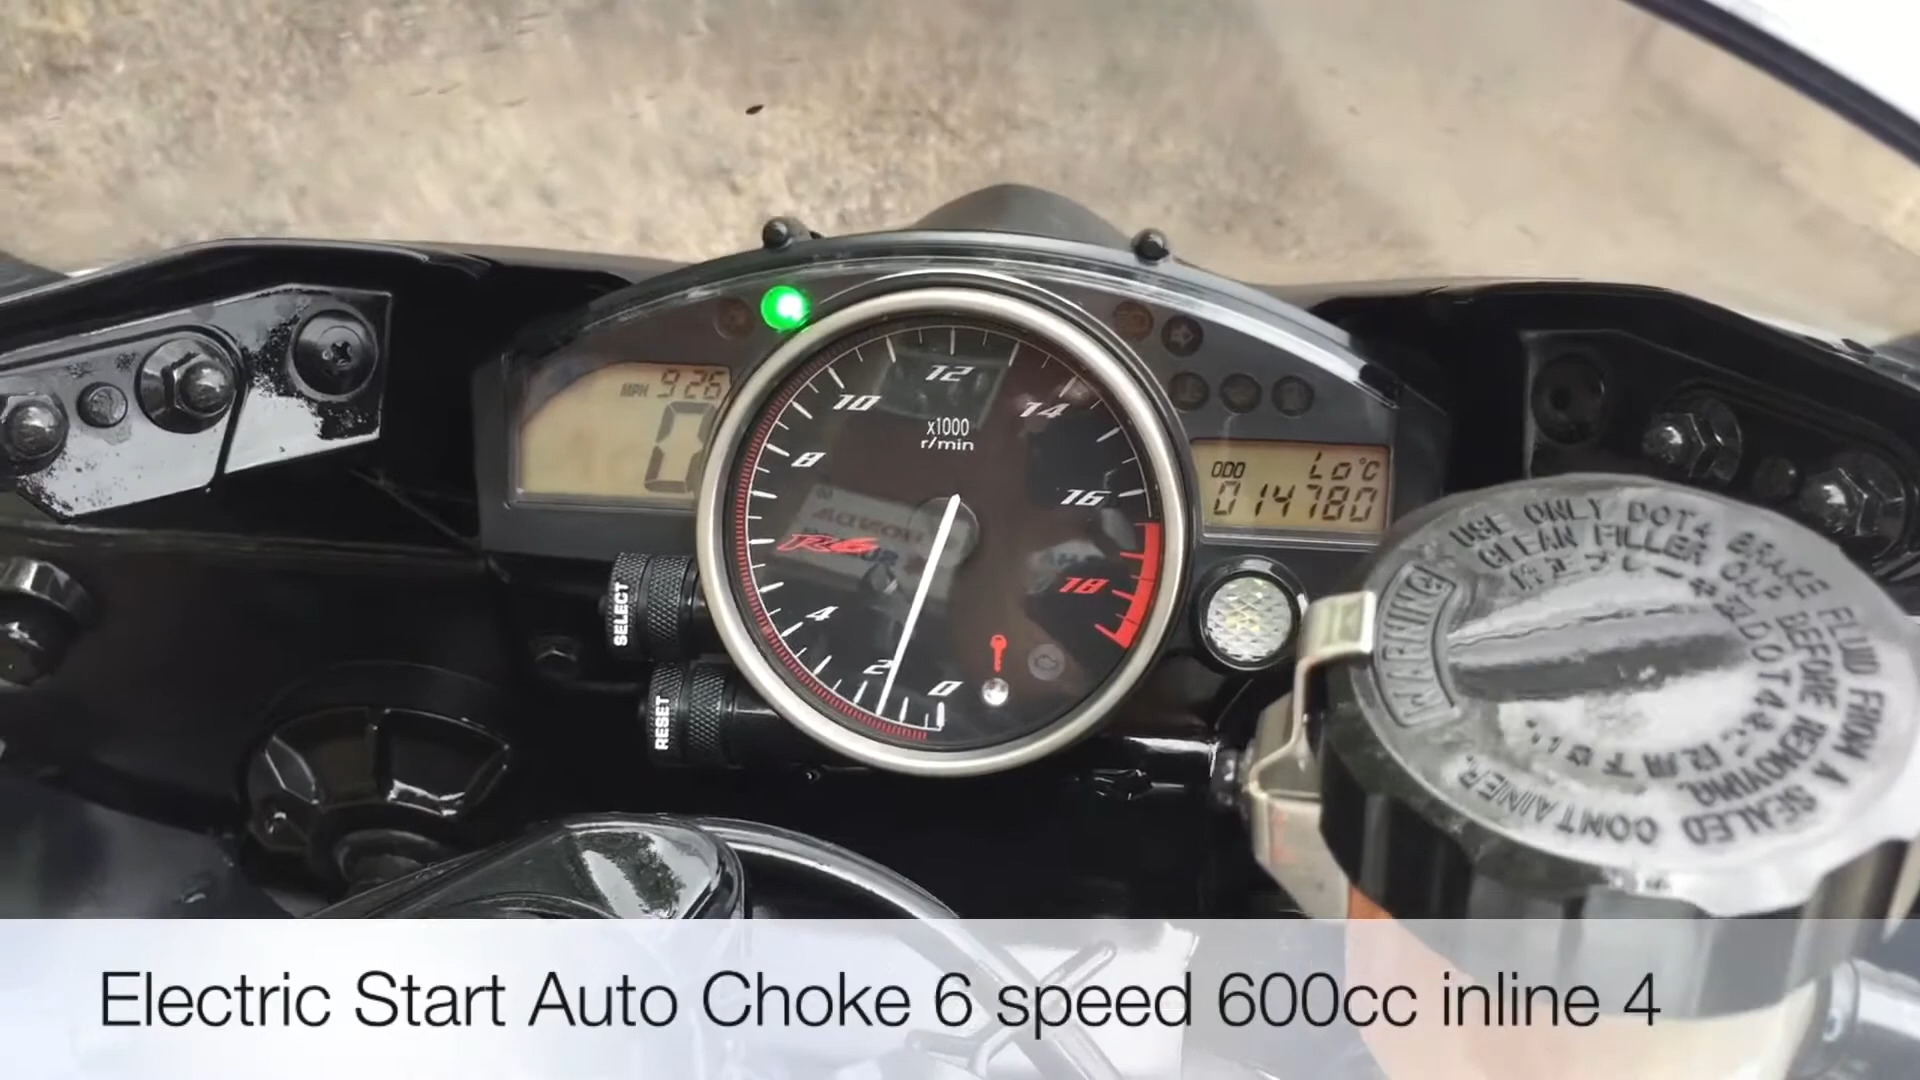 MPH 9:26
0
12
10
14
x1000
r/min
8
16
R6
18
4
2
0
ODO Lo°C
014780
SELECT
RESET
WARNING
USE ONLY DOT4 BRAKE FLUID FROM A SEALED CONTAINER.
CLEAN FILLER CAP BEFORE REMOVING.
Electric Start Auto Choke 6 speed 600cc inline 4